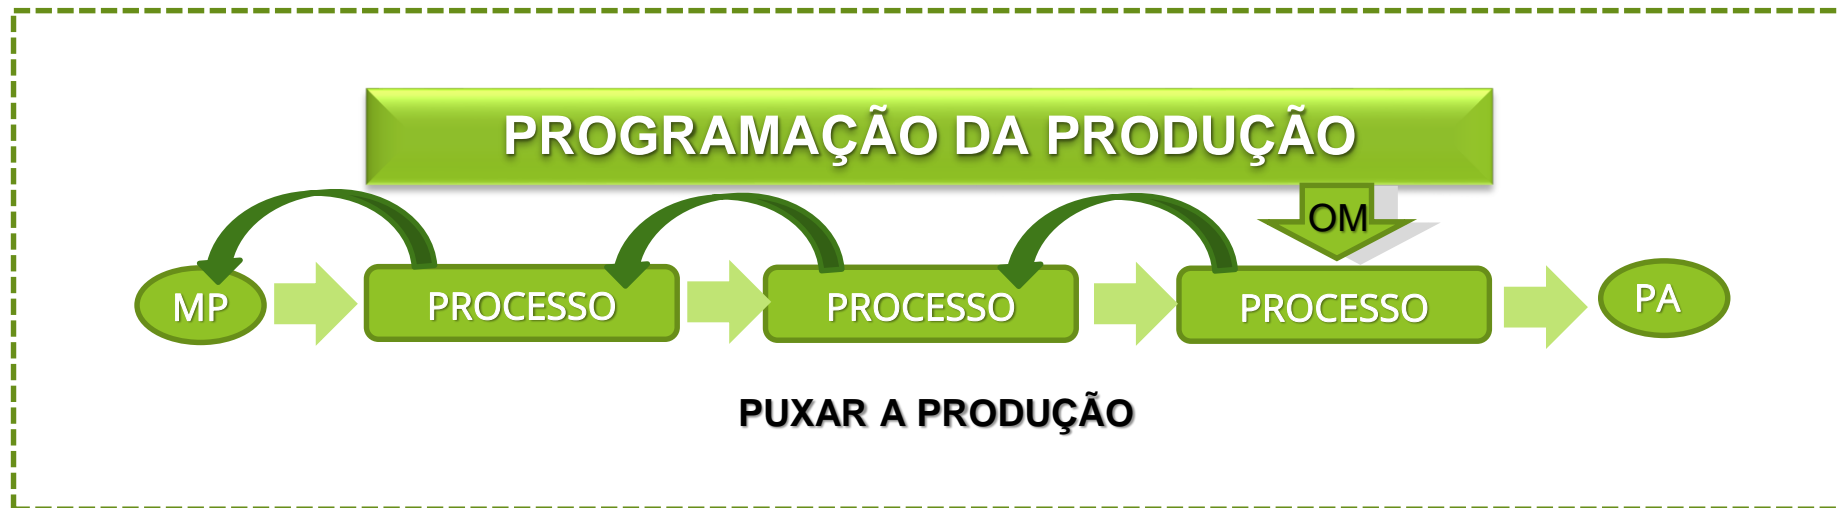 PROGRAMAÇÃO DA PRODUÇÃO
OM
MP
PROCESSO
PROCESSO
PROCESSO
PA
PUXAR A PRODUÇÃO